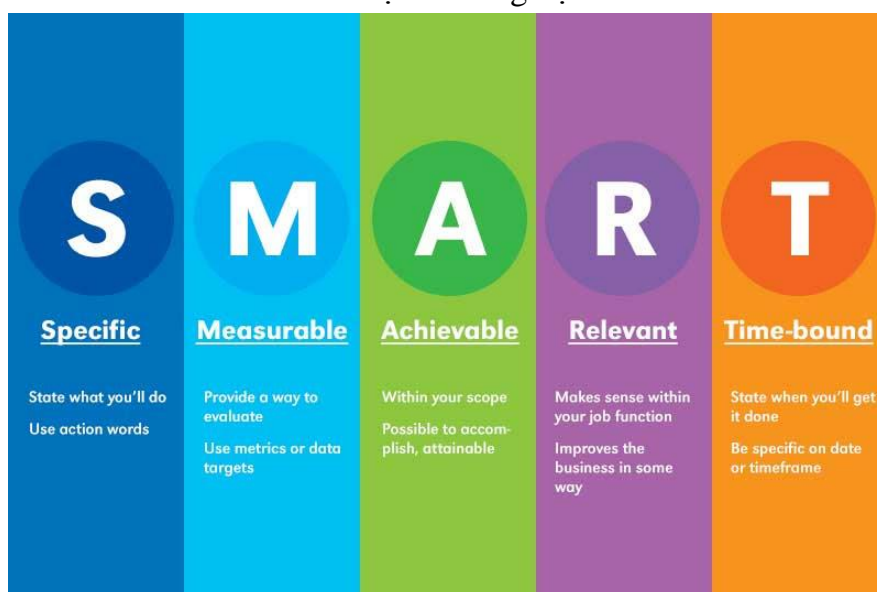 S
Specific
State what you'll do
Use action words
M
Measurable
Provide a way to
evaluate
Use metrics or data
targets
A
Achievable
Within your scope
Possible to accom-
plish, attainable
R
Relevant
Makes sense within
your job function
Improves the
business in some
way
T
Time-bound
State when you'll get
it done
Be specific on date
or timeframe